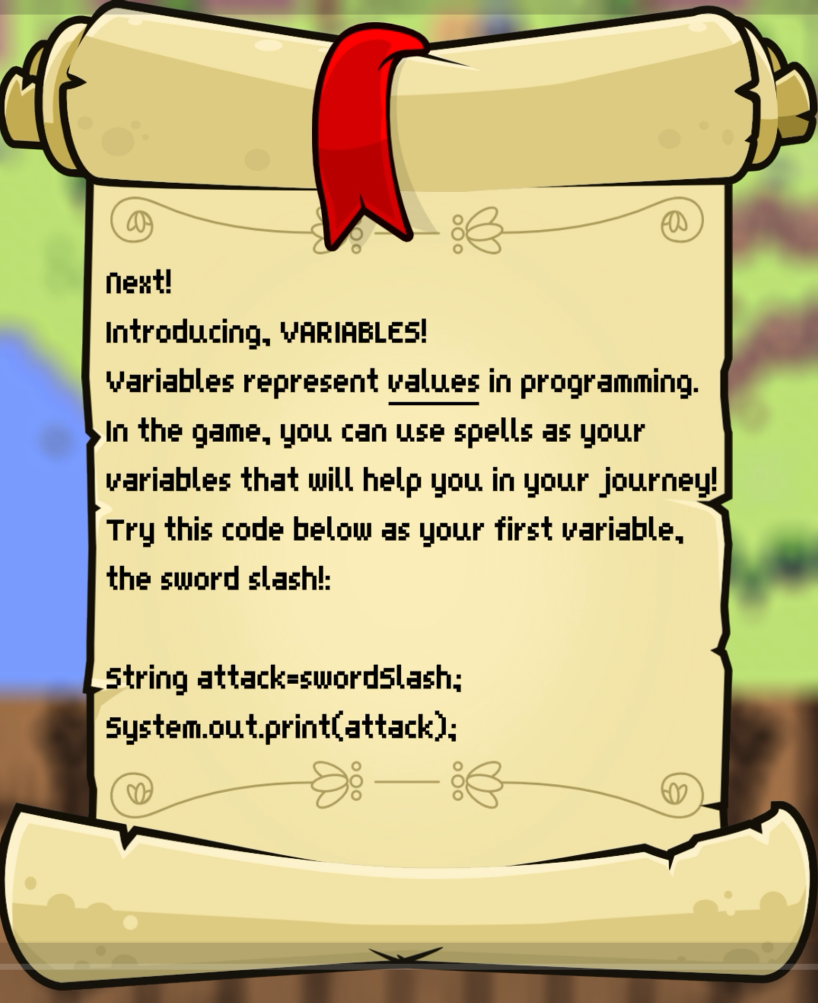 Next!
Introducing, VARIABLES!
Variables represent values in programming.
In the game, you can use spells as your
variables that will help you in your journey!
Try this code below as your first variable,
the sword slash!:
String attack=swordSlash;
System.out.print(attack);